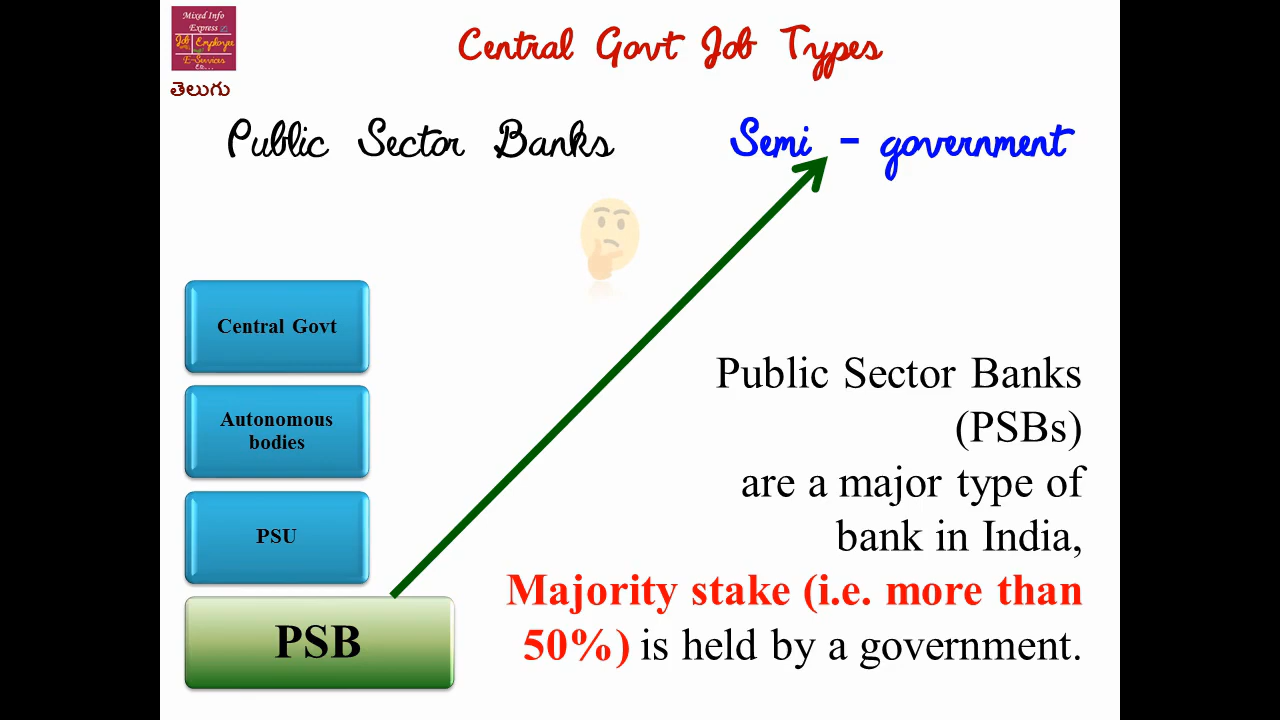 Mixed Info
Express
Job
Employee
E-Services
తెలుగు
Central Govt Job Types
Public Sector Banks
Semi - government
Central Govt
Autonomous
bodies
PSU
PSB
Public Sector Banks
(PSBs)
are a major type of
bank in India,
Majority stake (i.e. more than
50%) is held by a government.